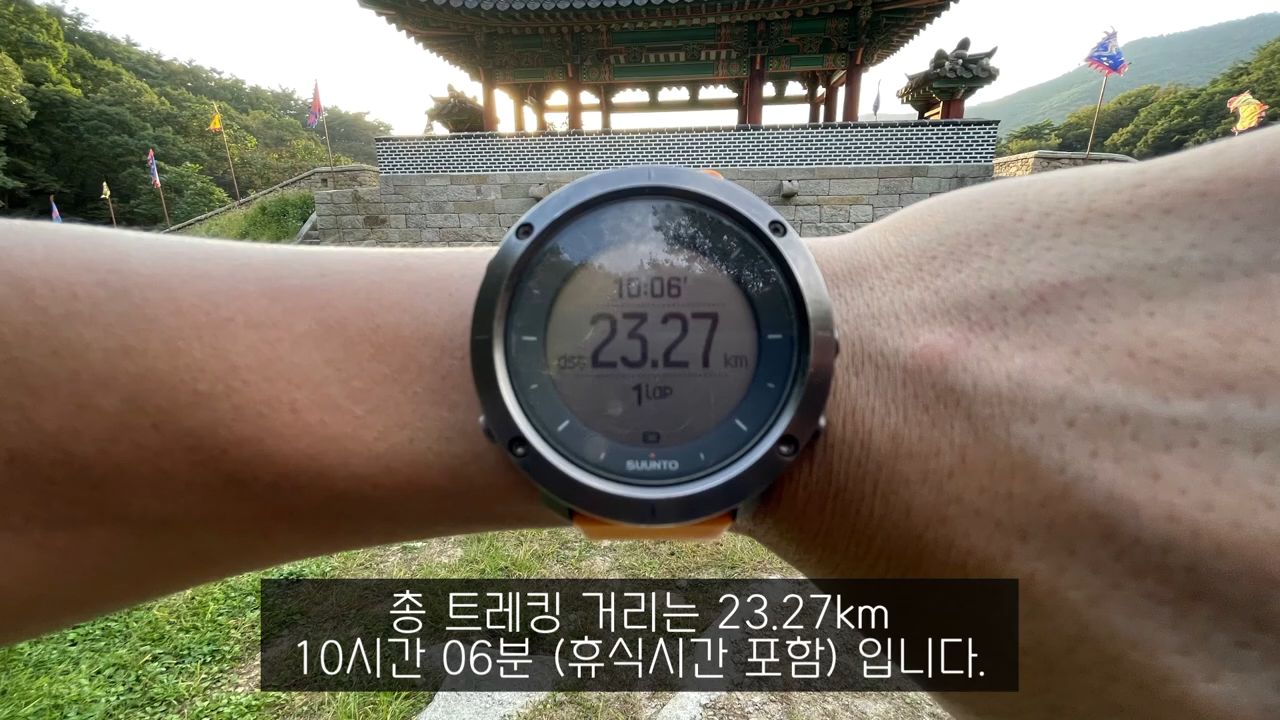 10:06'
dst 23.27 km
1 Lap
SUUNTO
총 트레킹 거리는 23.27km
10시간 06분 (휴식시간 포함) 입니다.